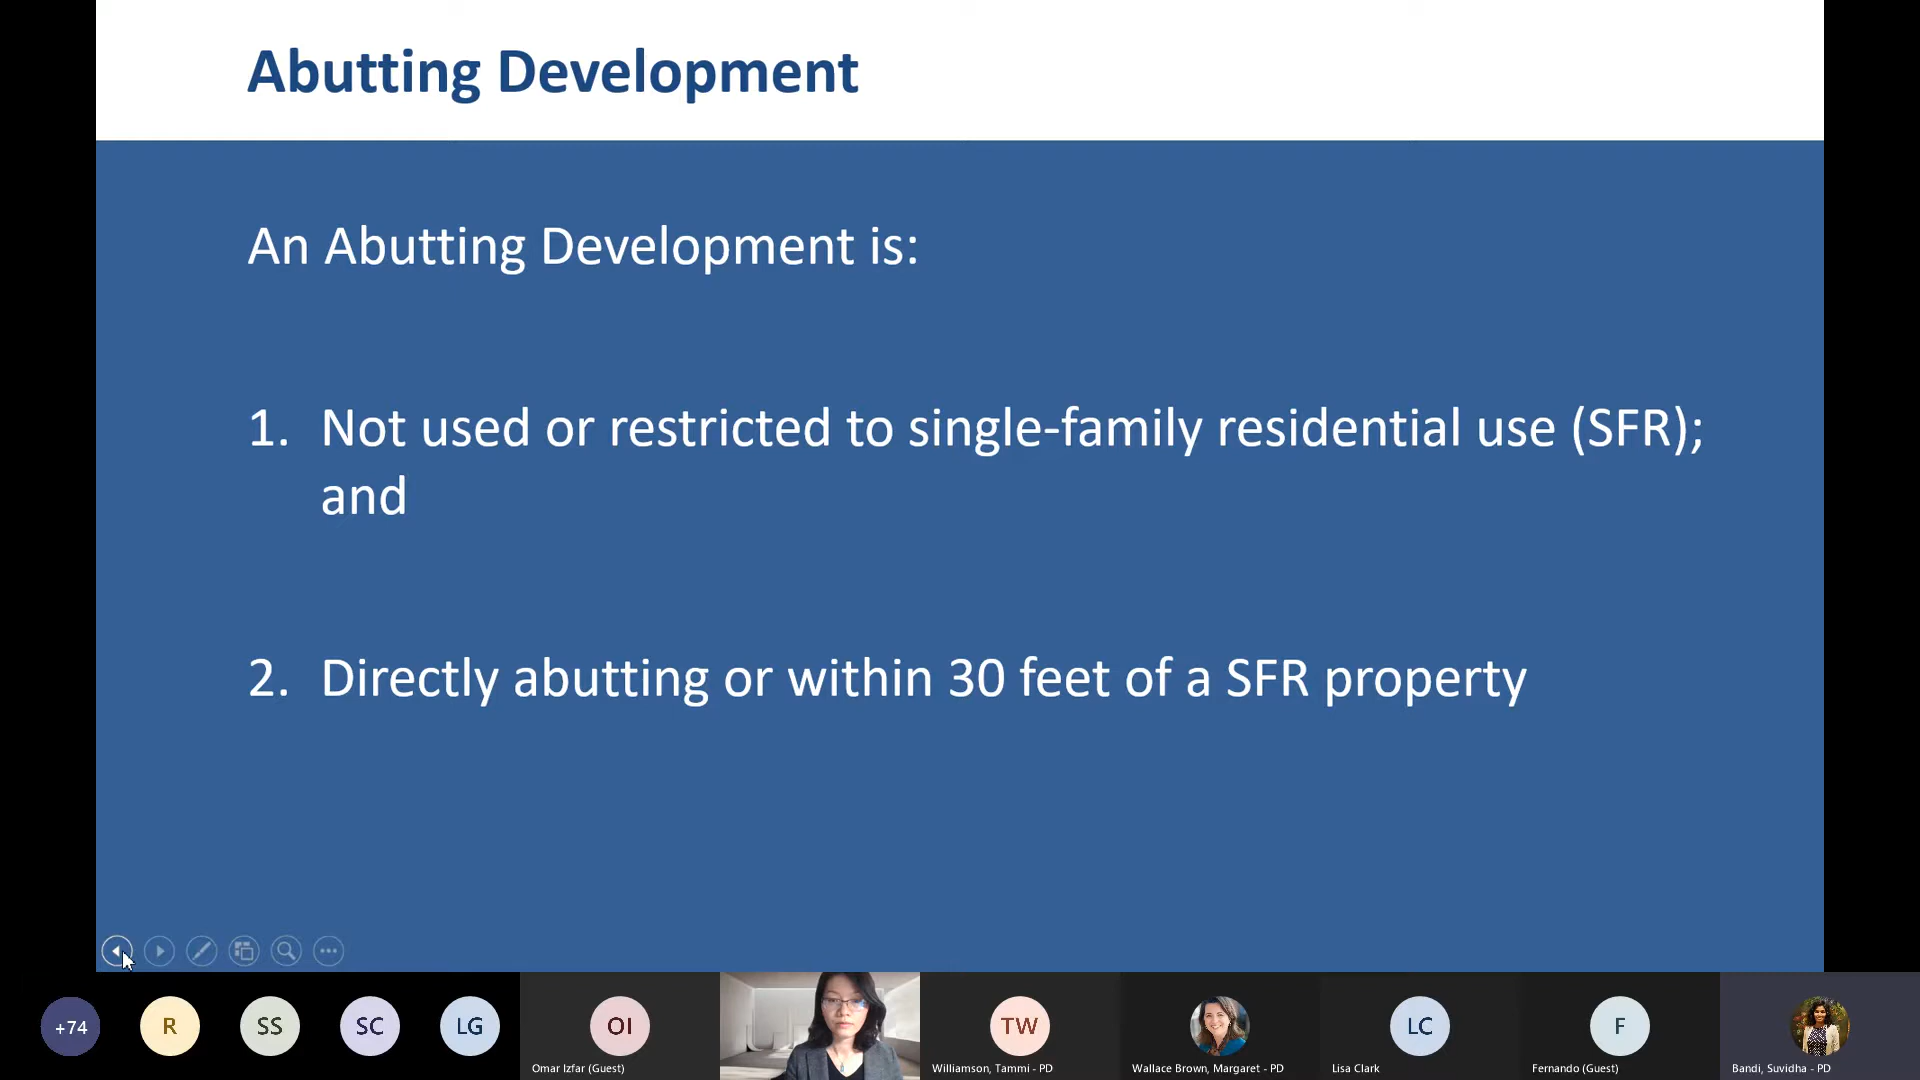 Abutting Development
An Abutting Development is:
1. Not used or restricted to single-family residential use (SFR);
and
2. Directly abutting or within 30 feet of a SFR property
+74
R
SS
SC
LG
OI
TW
LC
F
Omar Izfar (Guest)
Williamson, Tammi - PD
Wallace Brown, Margaret - PD
Lisa Clark
Fernando (Guest)
Bandi, Suvidha - PD